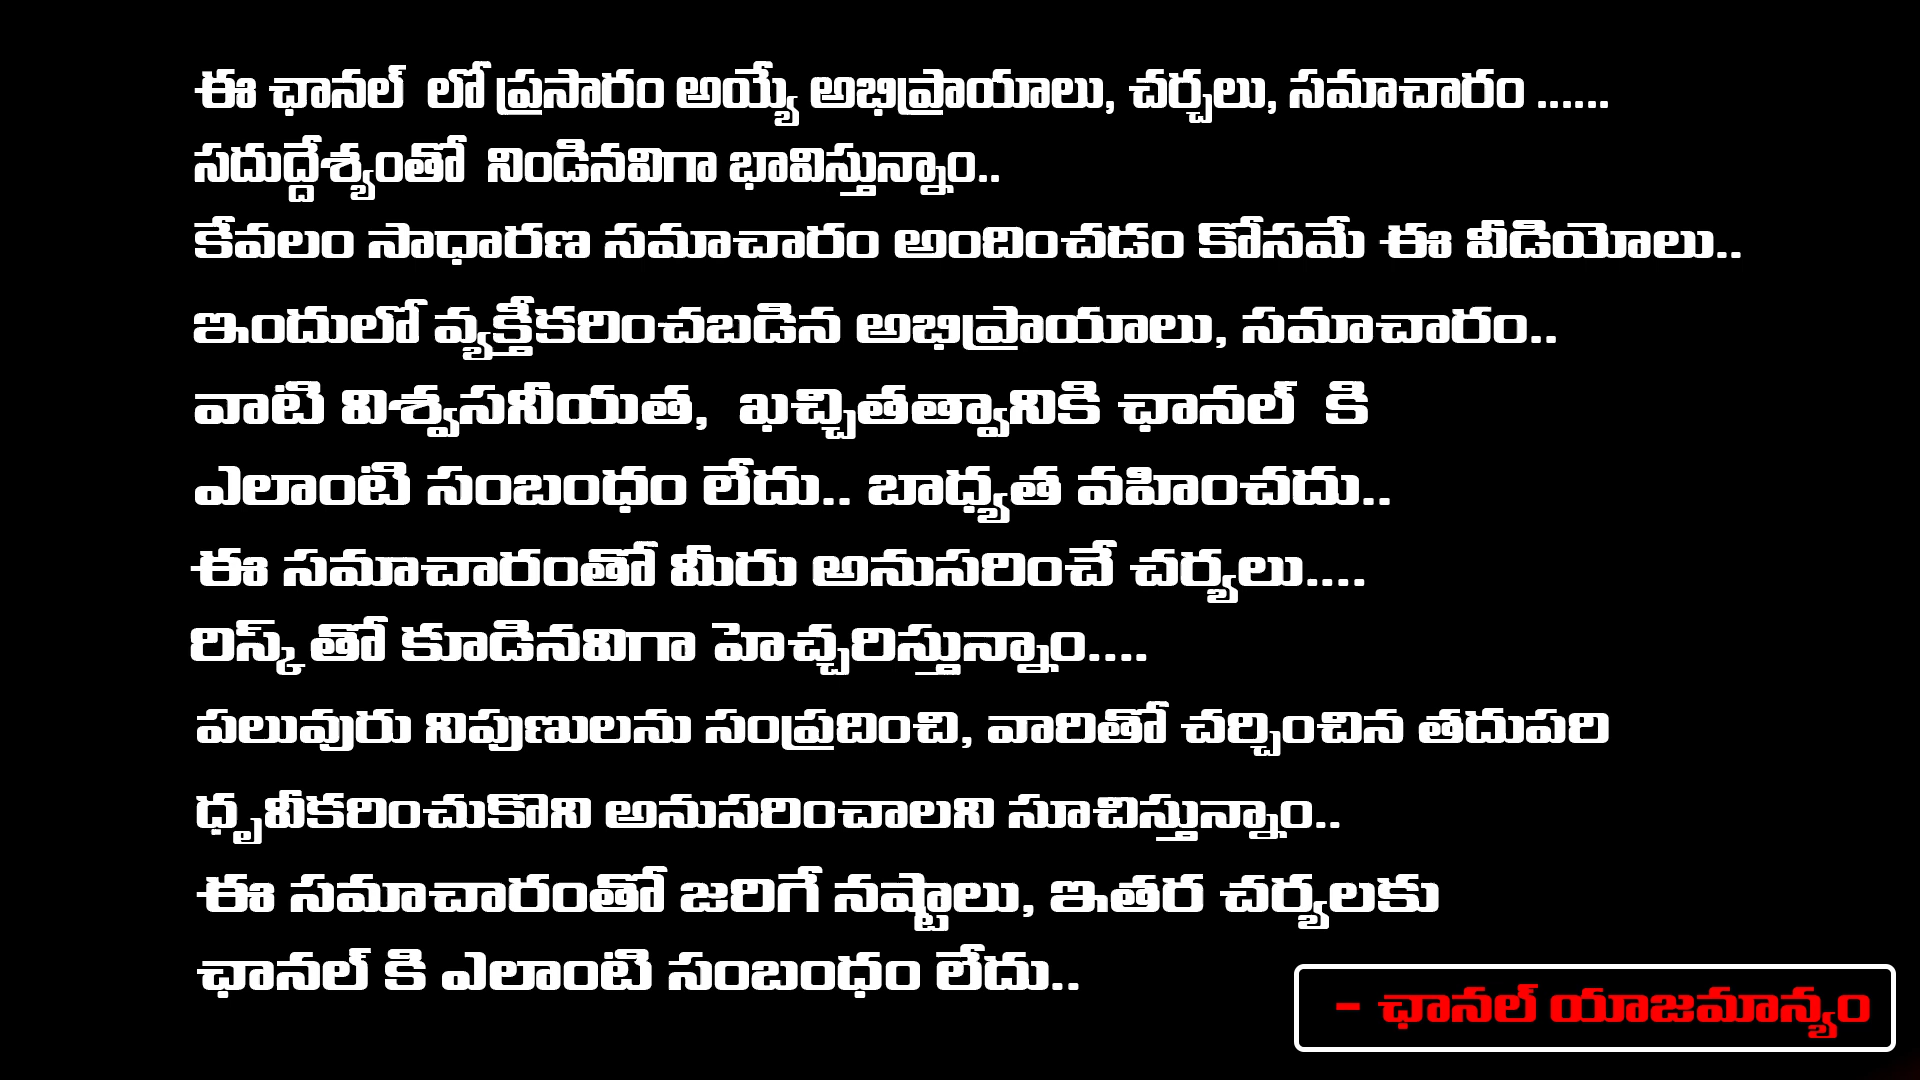 ఈ ఛానల్ లో ప్రసారం అయ్యే అభిప్రాయాలు, చర్చలు, సమాచారం ......
సదుద్దేశ్యంతో నిండినవిగా భావిస్తున్నాం..
కేవలం సాధారణ సమాచారం అందించడం కోసమే ఈ వీడియోలు..
ఇందులో వ్యక్తీకరించబడిన అభిప్రాయాలు, సమాచారం..
వాటి విశ్వసనీయత, ఖచ్చితత్వానికి ఛానల్ కి
ఎలాంటి సంబంధం లేదు.. బాధ్యత వహించదు..
ఈ సమాచారంతో మీరు అనుసరించే చర్యలు....
రిస్క్ తో కూడినవిగా హెచ్చరిస్తున్నాం....
పలువురు నిపుణులను సంప్రదించి, వారితో చర్చించిన తదుపరి
ధృవీకరించుకొని అనుసరించాలని సూచిస్తున్నాం..
ఈ సమాచారంతో జరిగే నష్టాలు, ఇతర చర్యలకు
ఛానల్ కి ఎలాంటి సంబంధం లేదు..
- ఛానల్ యాజమాన్యం